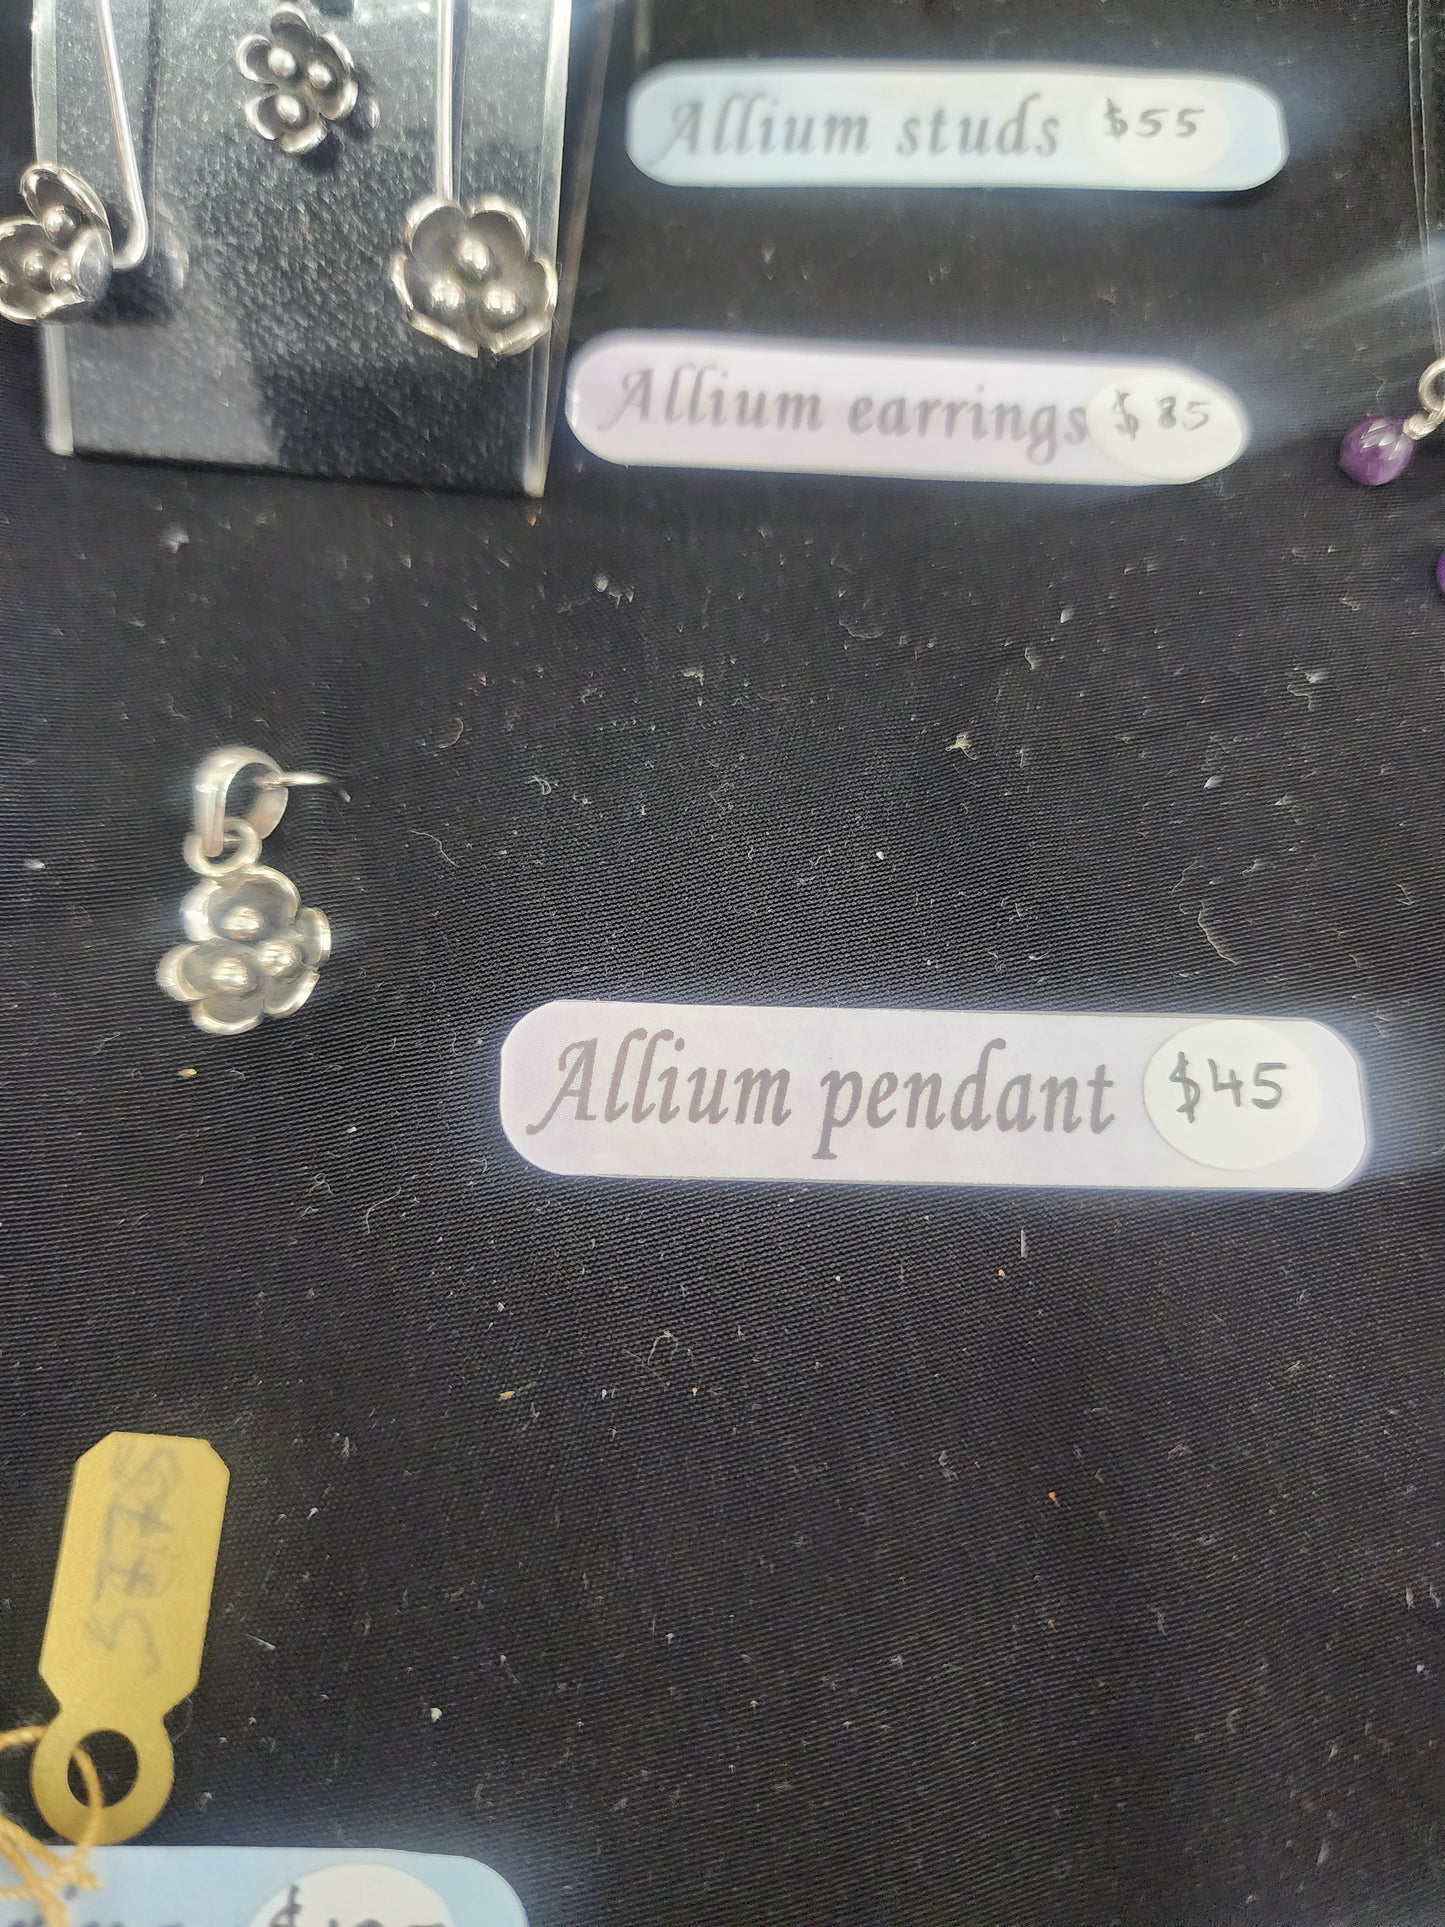 Allium studs $55
Allium earrings $85
Allium pendant $45